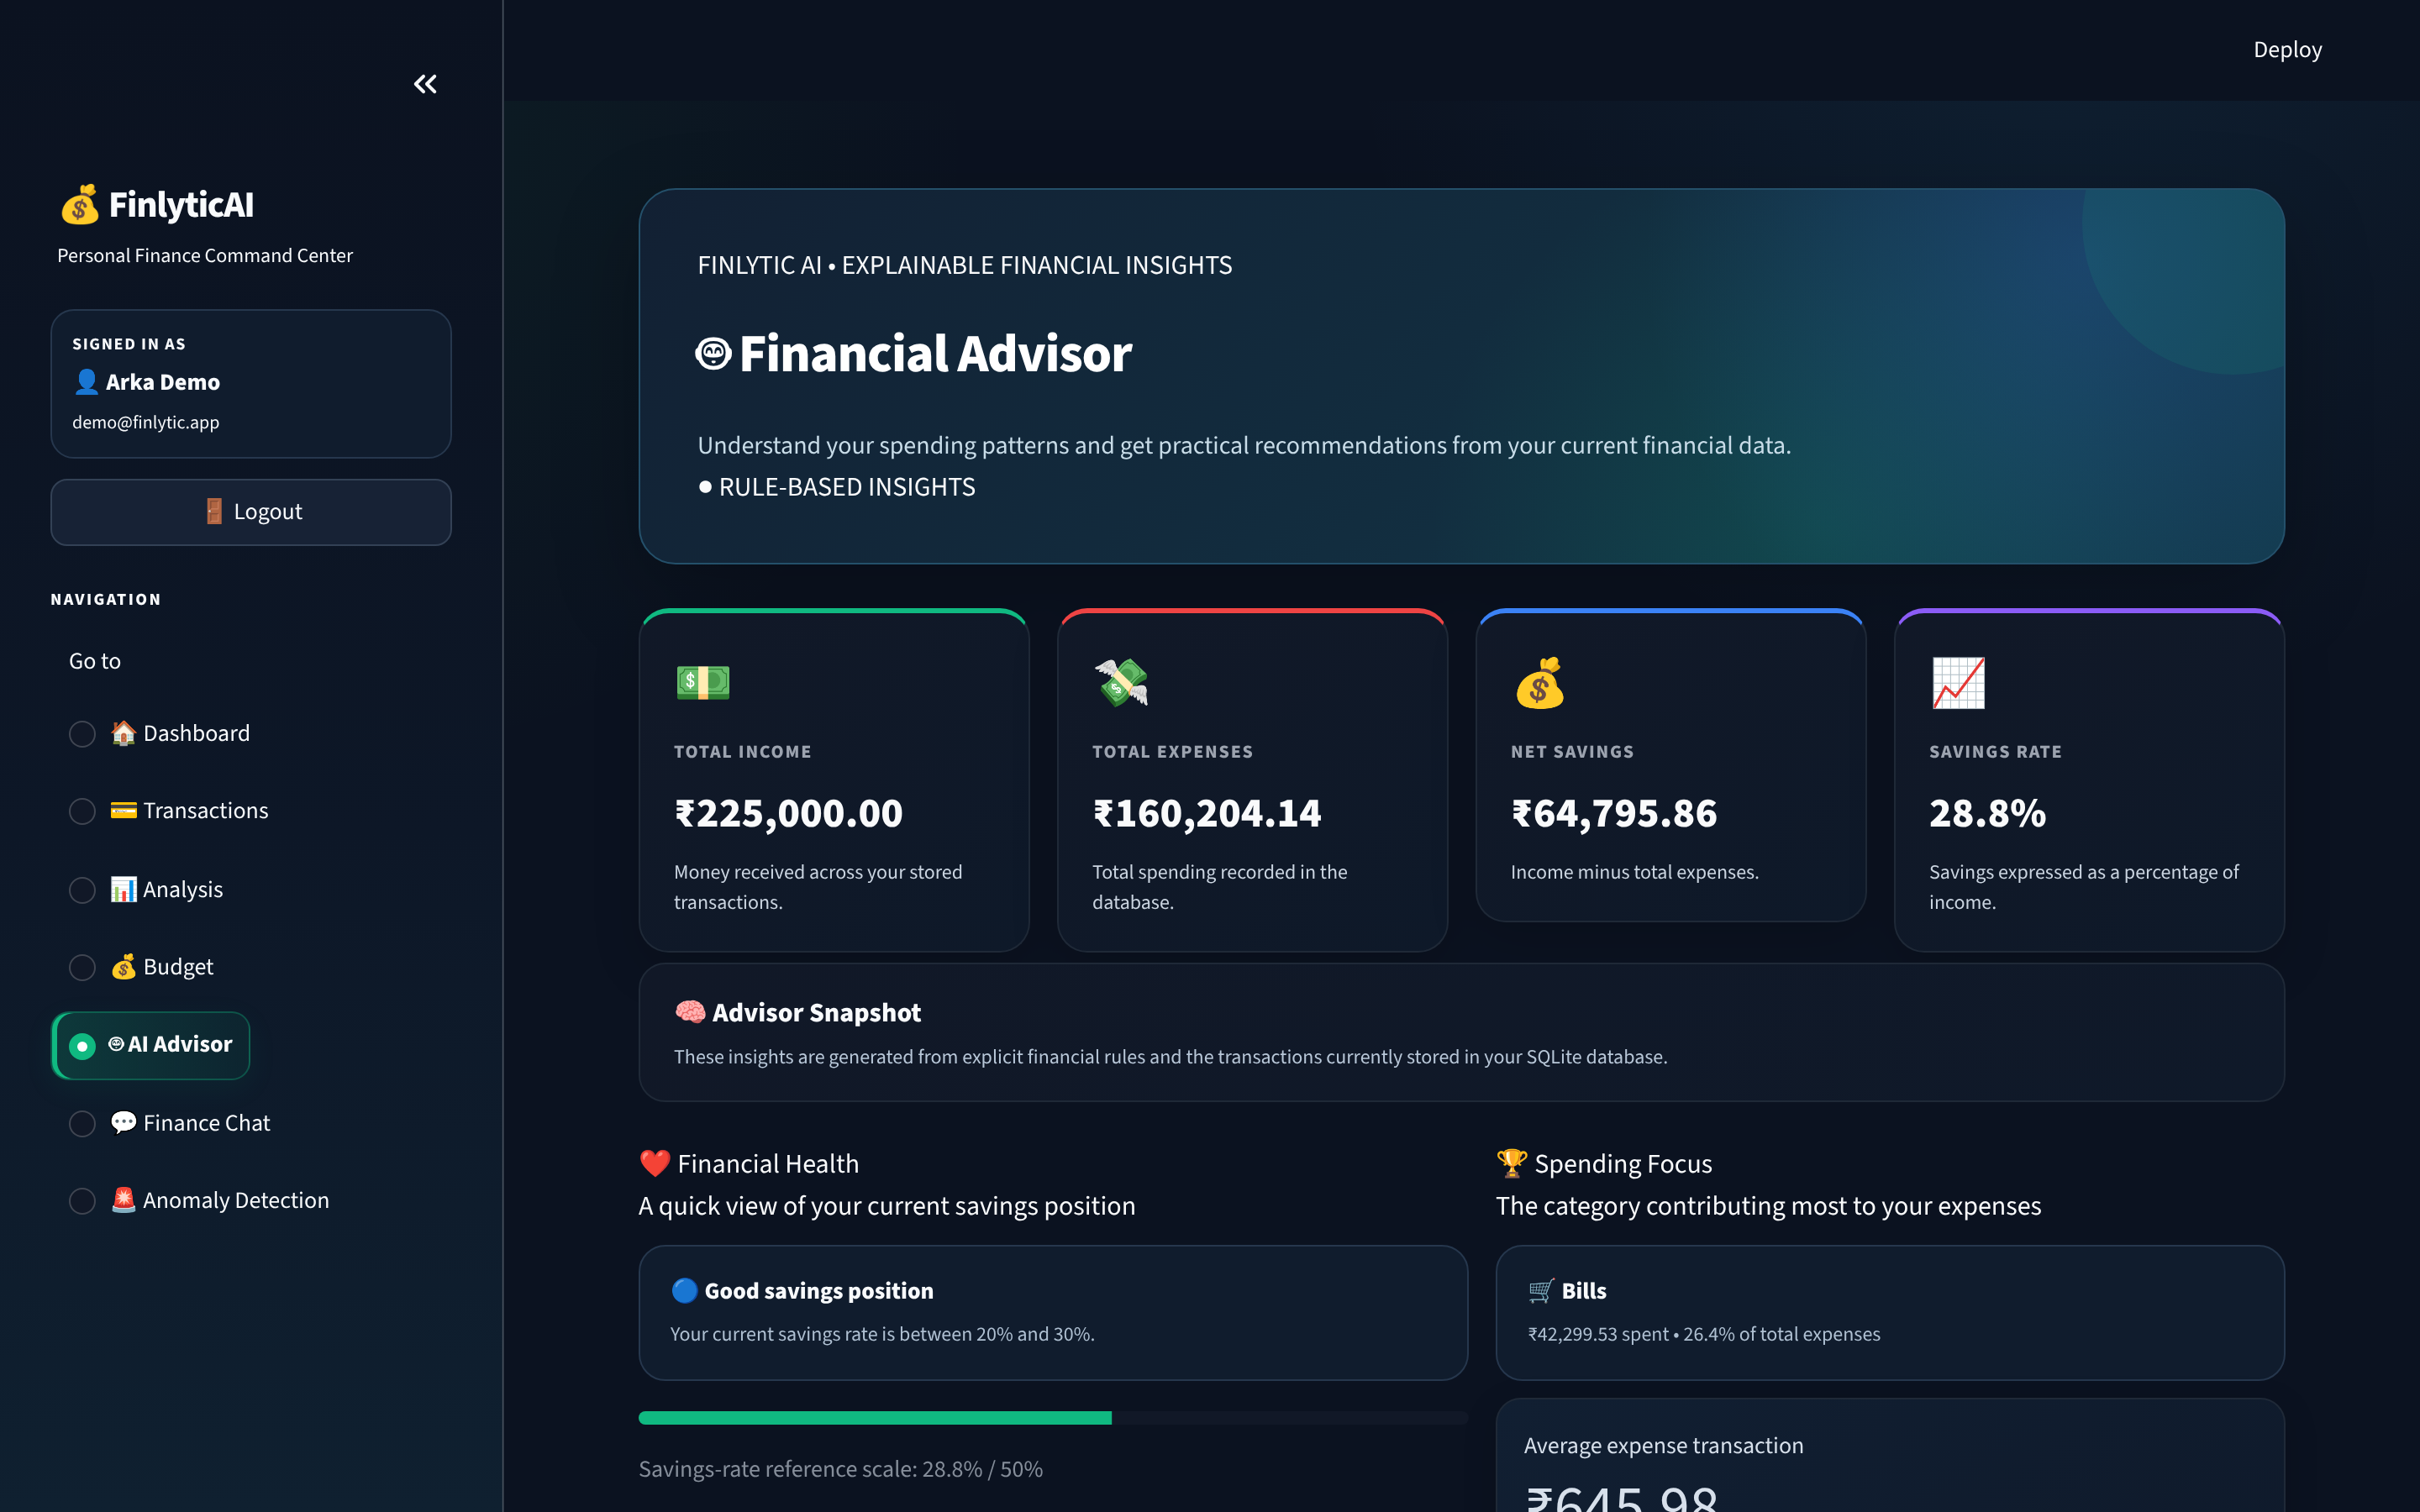 Deploy
💰 FinlyticAI
Personal Finance Command Center
SIGNED IN AS
👤 Arka Demo
demo@finlytic.app
🚪 Logout
NAVIGATION
Go to
🏠 Dashboard
💳 Transactions
📊 Analysis
💰 Budget
AI Advisor
💬 Finance Chat
🚨 Anomaly Detection
FINLYTIC AI • EXPLAINABLE FINANCIAL INSIGHTS
Financial Advisor
Understand your spending patterns and get practical recommendations from your current financial data.
● RULE-BASED INSIGHTS
TOTAL INCOME
₹225,000.00
Money received across your stored
transactions.
TOTAL EXPENSES
₹160,204.14
Total spending recorded in the
database.
NET SAVINGS
₹64,795.86
Income minus total expenses.
SAVINGS RATE
28.8%
Savings expressed as a percentage of
income.
🧠 Advisor Snapshot
These insights are generated from explicit financial rules and the transactions currently stored in your SQLite database.
❤️ Financial Health
A quick view of your current savings position
🔵 Good savings position
Your current savings rate is between 20% and 30%.
Savings-rate reference scale: 28.8% / 50%
🏆 Spending Focus
The category contributing most to your expenses
🛒 Bills
₹42,299.53 spent • 26.4% of total expenses
Average expense transaction
₹645.98